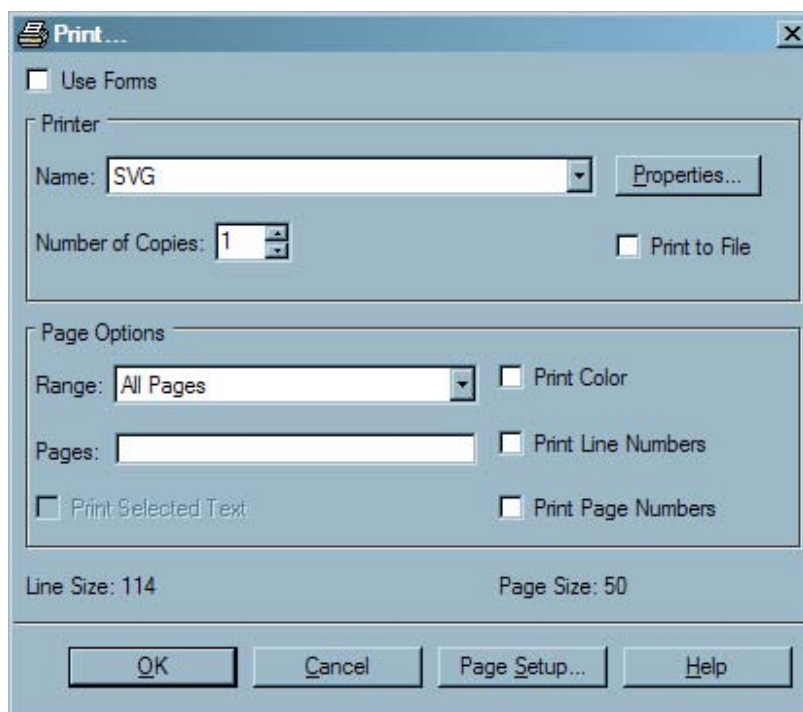 Print...
Use Forms
Printer
Name: SVG Properties...
Number of Copies: 1 Print to File
Page Options
Range: All Pages Print Color
Pages: Print Line Numbers
Print Selected Text Print Page Numbers
Line Size: 114 Page Size: 50
OK Cancel Page Setup... Help